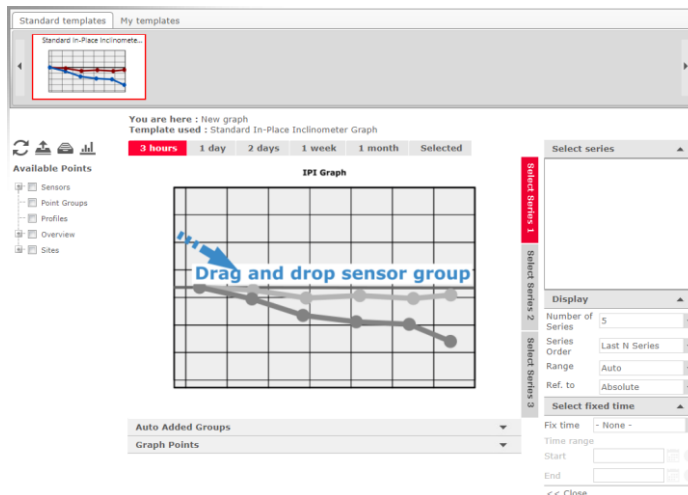 Standard templates
My templates
Standard In-Place Inclinomete...
You are here : New graph
Template used : Standard In-Place Inclinometer Graph
3 hours
1 day
2 days
1 week
1 month
Selected
Available Points
Sensors
Point Groups
Profiles
Overview
Sites
IPI Graph
Drag and drop sensor group
Auto Added Groups
Graph Points
Select Series 1
Select Series 2
Select Series 3
Select series
Display
Number of
Series
5
Series
Order
Last N Series
Range
Auto
Ref. to
Absolute
Select fixed time
Fix time
- None -
Time range
Start
End
<< Close